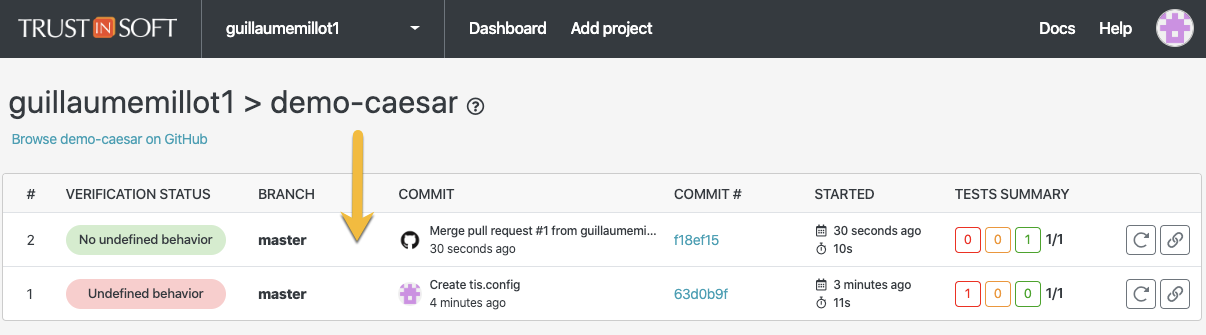 TRUST IN SOFT guillaumemillot1 Dashboard Add project Docs Help
guillaumemillot1 > demo-caesar ?
Browse demo-caesar on GitHub
# VERIFICATION STATUS BRANCH COMMIT COMMIT # STARTED TESTS SUMMARY
2 No undefined behavior master Merge pull request #1 from guillaumemi... f18ef15 30 seconds ago 0 0 1 1/1
30 seconds ago 10s
1 Undefined behavior master Create tis.config 63d0b9f 3 minutes ago 1 0 0 1/1
4 minutes ago 11s